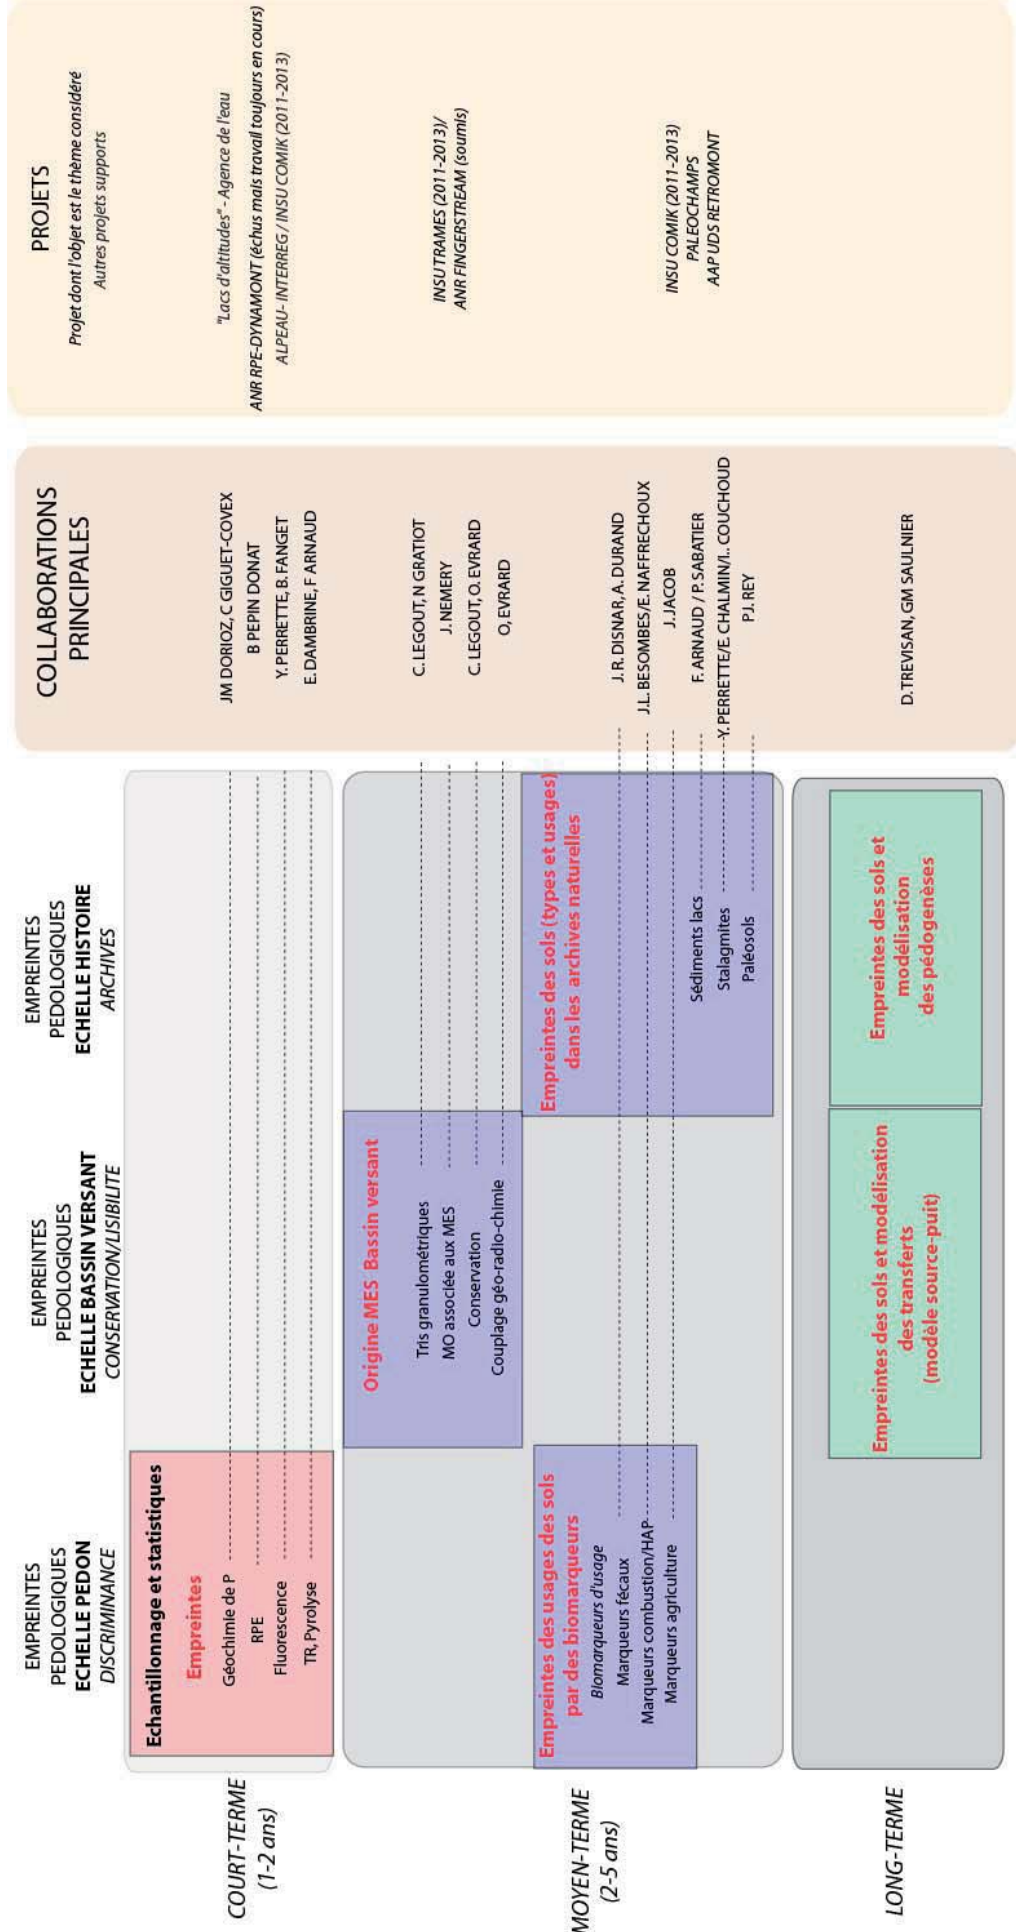 EMPREINTES
PEDOLOGIQUES
ECHELLE PEDON
DISCRIMINANCE
EMPREINTES
PEDOLOGIQUES
ECHELLE BASSIN VERSANT
CONSERVATION/LISIBILITE
EMPREINTES
PEDOLOGIQUES
ECHELLE HISTOIRE
ARCHIVES
COLLABORATIONS
PRINCIPALES
PROJETS
Projet dont l'objet est le thème considéré
Autres projets supports
COURT-TERME
(1-2 ans)
Echantillonnage et statistiques
Empreintes
Géochimie de P
RPE
Fluorescence
TR, Pyrolyse
JM DORIOZ, C GIGUET-COVEX
B PEPIN DONAT
Y. PERRETTE, B. FANGET
E. DAMBRINE, F ARNAUD
"Lacs d'altitudes" - Agence de l'eau
ANR RPE-DYNAMONT (échus mais travail toujours en cours)
ALPEAU- INTERREG / INSU COMIK (2011-2013)
MOYEN-TERME
(2-5 ans)
Origine MES Bassin versant
Tris granulométriques
MO associée aux MES
Conservation
Couplage géo-radio-chimie
C. LEGOUT, N GRATIOT
J. NEMERY
C. LEGOUT, O. EVRARD
O, EVRARD
INSU TRAMES (2011-2013)/
ANR FINGERSTREAM (soumis)
Empreintes des usages des sols
par des biomarqueurs
Biomarqueurs d'usage
Marqueurs fécaux
Marqueurs combustion/HAP
Marqueurs agriculture
Empreintes des sols (types et usages)
dans les archives naturelles
Sédiments lacs
Stalagmites
Paléosols
J.R. DISNAR, A. DURAND
J.L. BESOMBES/E. NAFFRECHOUX
J. JACOB
F. ARNAUD / P. SABATIER
Y. PERRETTE/E. CHALMIN/I.. COUCHOUD
P.J. REY
INSU COMIK (2011-2013)
PALEOCHAMPS
AAP UDS RETROMONT
LONG-TERME
Empreintes des sols et modélisation
des transferts
(modèle source-puit)
Empreintes des sols et
modélisation
des pédogenèses
D. TREVISAN, GM SAULNIER